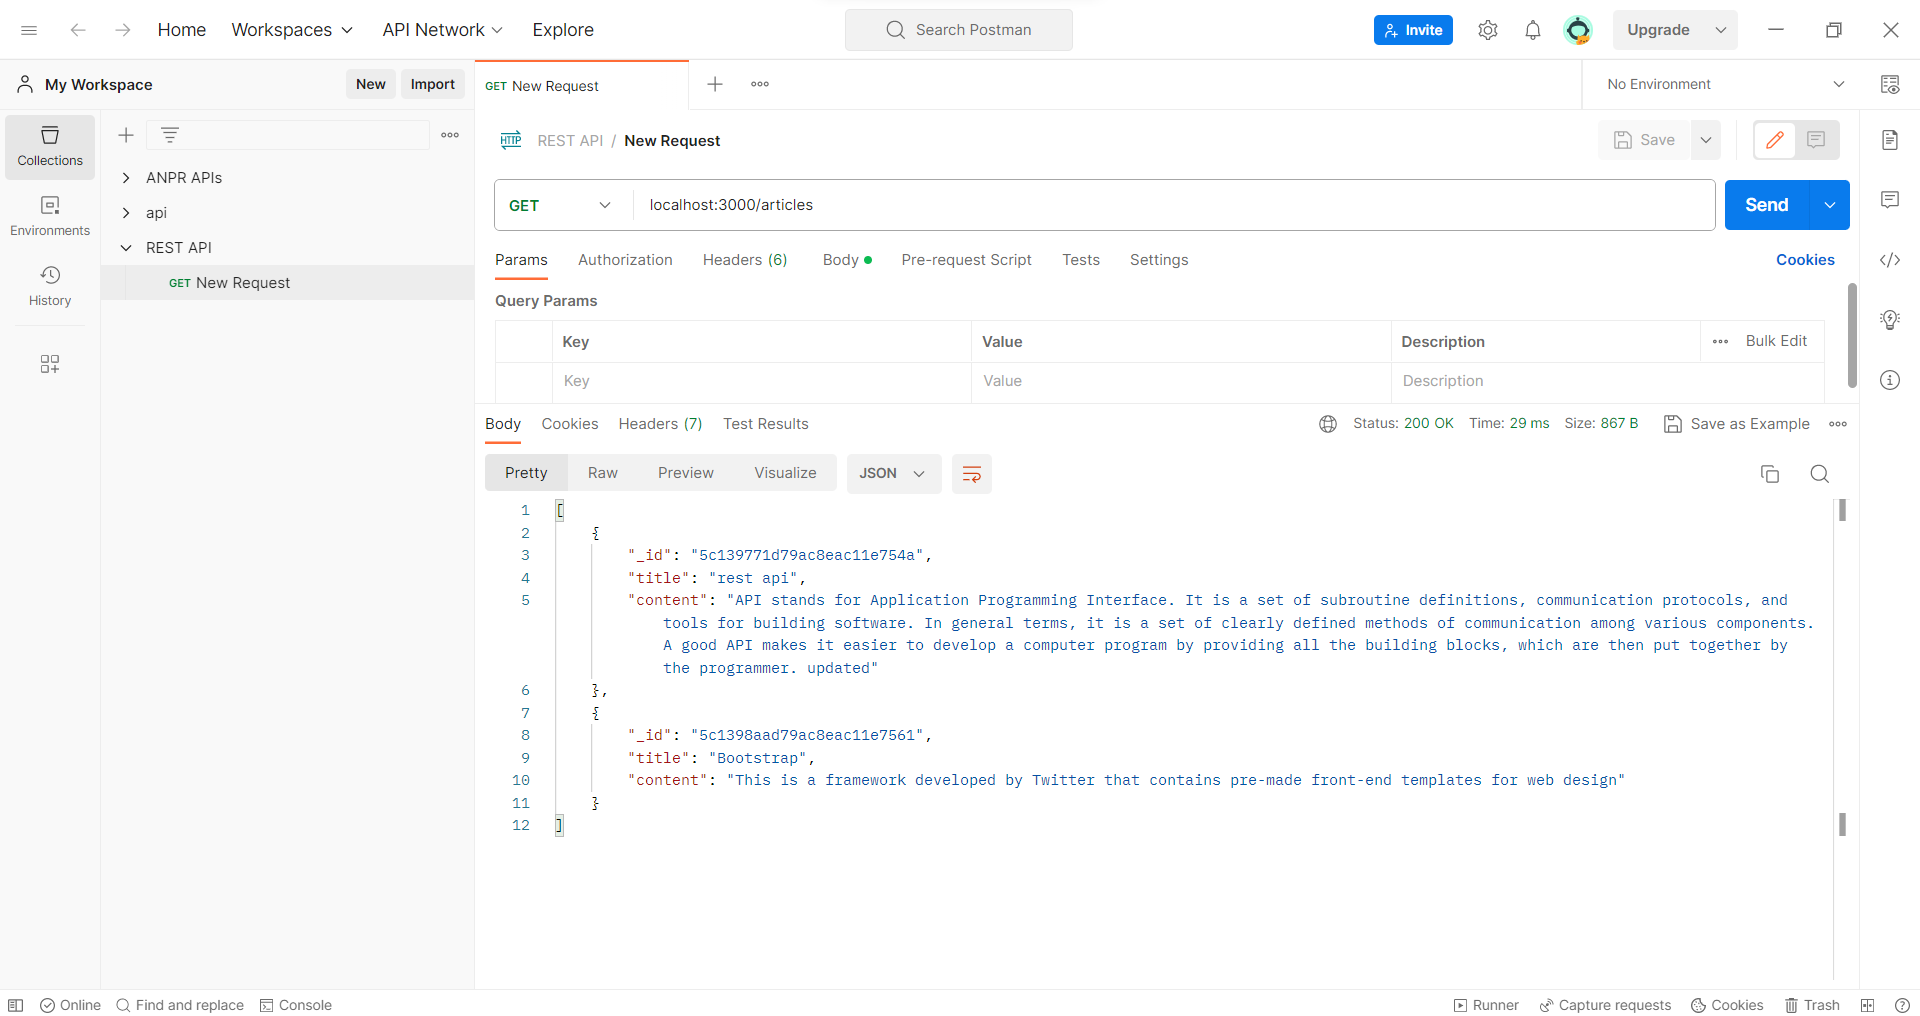 Home Workspaces API Network Explore Search Postman Invite Upgrade
My Workspace New Import GET New Request No Environment
Collections
Environments
History
ANPR APIs
api
REST API
GET New Request
HTTP REST API / New Request Save
GET localhost:3000/articles Send
Params Authorization Headers (6) Body Pre-request Script Tests Settings Cookies
Query Params
Key Value Description Bulk Edit
Key Value Description
Body Cookies Headers (7) Test Results Status: 200 OK Time: 29 ms Size: 867 B Save as Example
Pretty Raw Preview Visualize JSON
1 [
2 {
3 "_id": "5c139771d79ac8eac11e754a",
4 "title": "rest api",
5 "content": "API stands for Application Programming Interface. It is a set of subroutine definitions, communication protocols, and
tools for building software. In general terms, it is a set of clearly defined methods of communication among various components.
A good API makes it easier to develop a computer program by providing all the building blocks, which are then put together by
the programmer. updated"
6 },
7 {
8 "_id": "5c1398aad79ac8eac11e7561",
9 "title": "Bootstrap",
10 "content": "This is a framework developed by Twitter that contains pre-made front-end templates for web design"
11 }
12 ]
Online Find and replace Console Runner Capture requests Cookies Trash